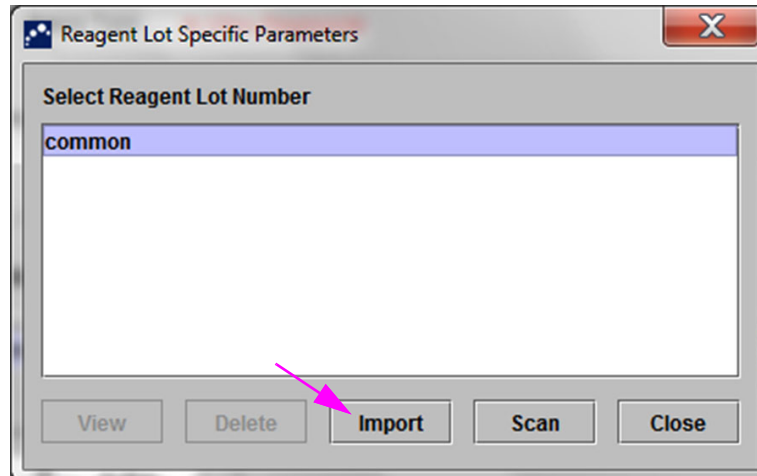 Reagent Lot Specific Parameters
Select Reagent Lot Number
common
View Delete Import Scan Close